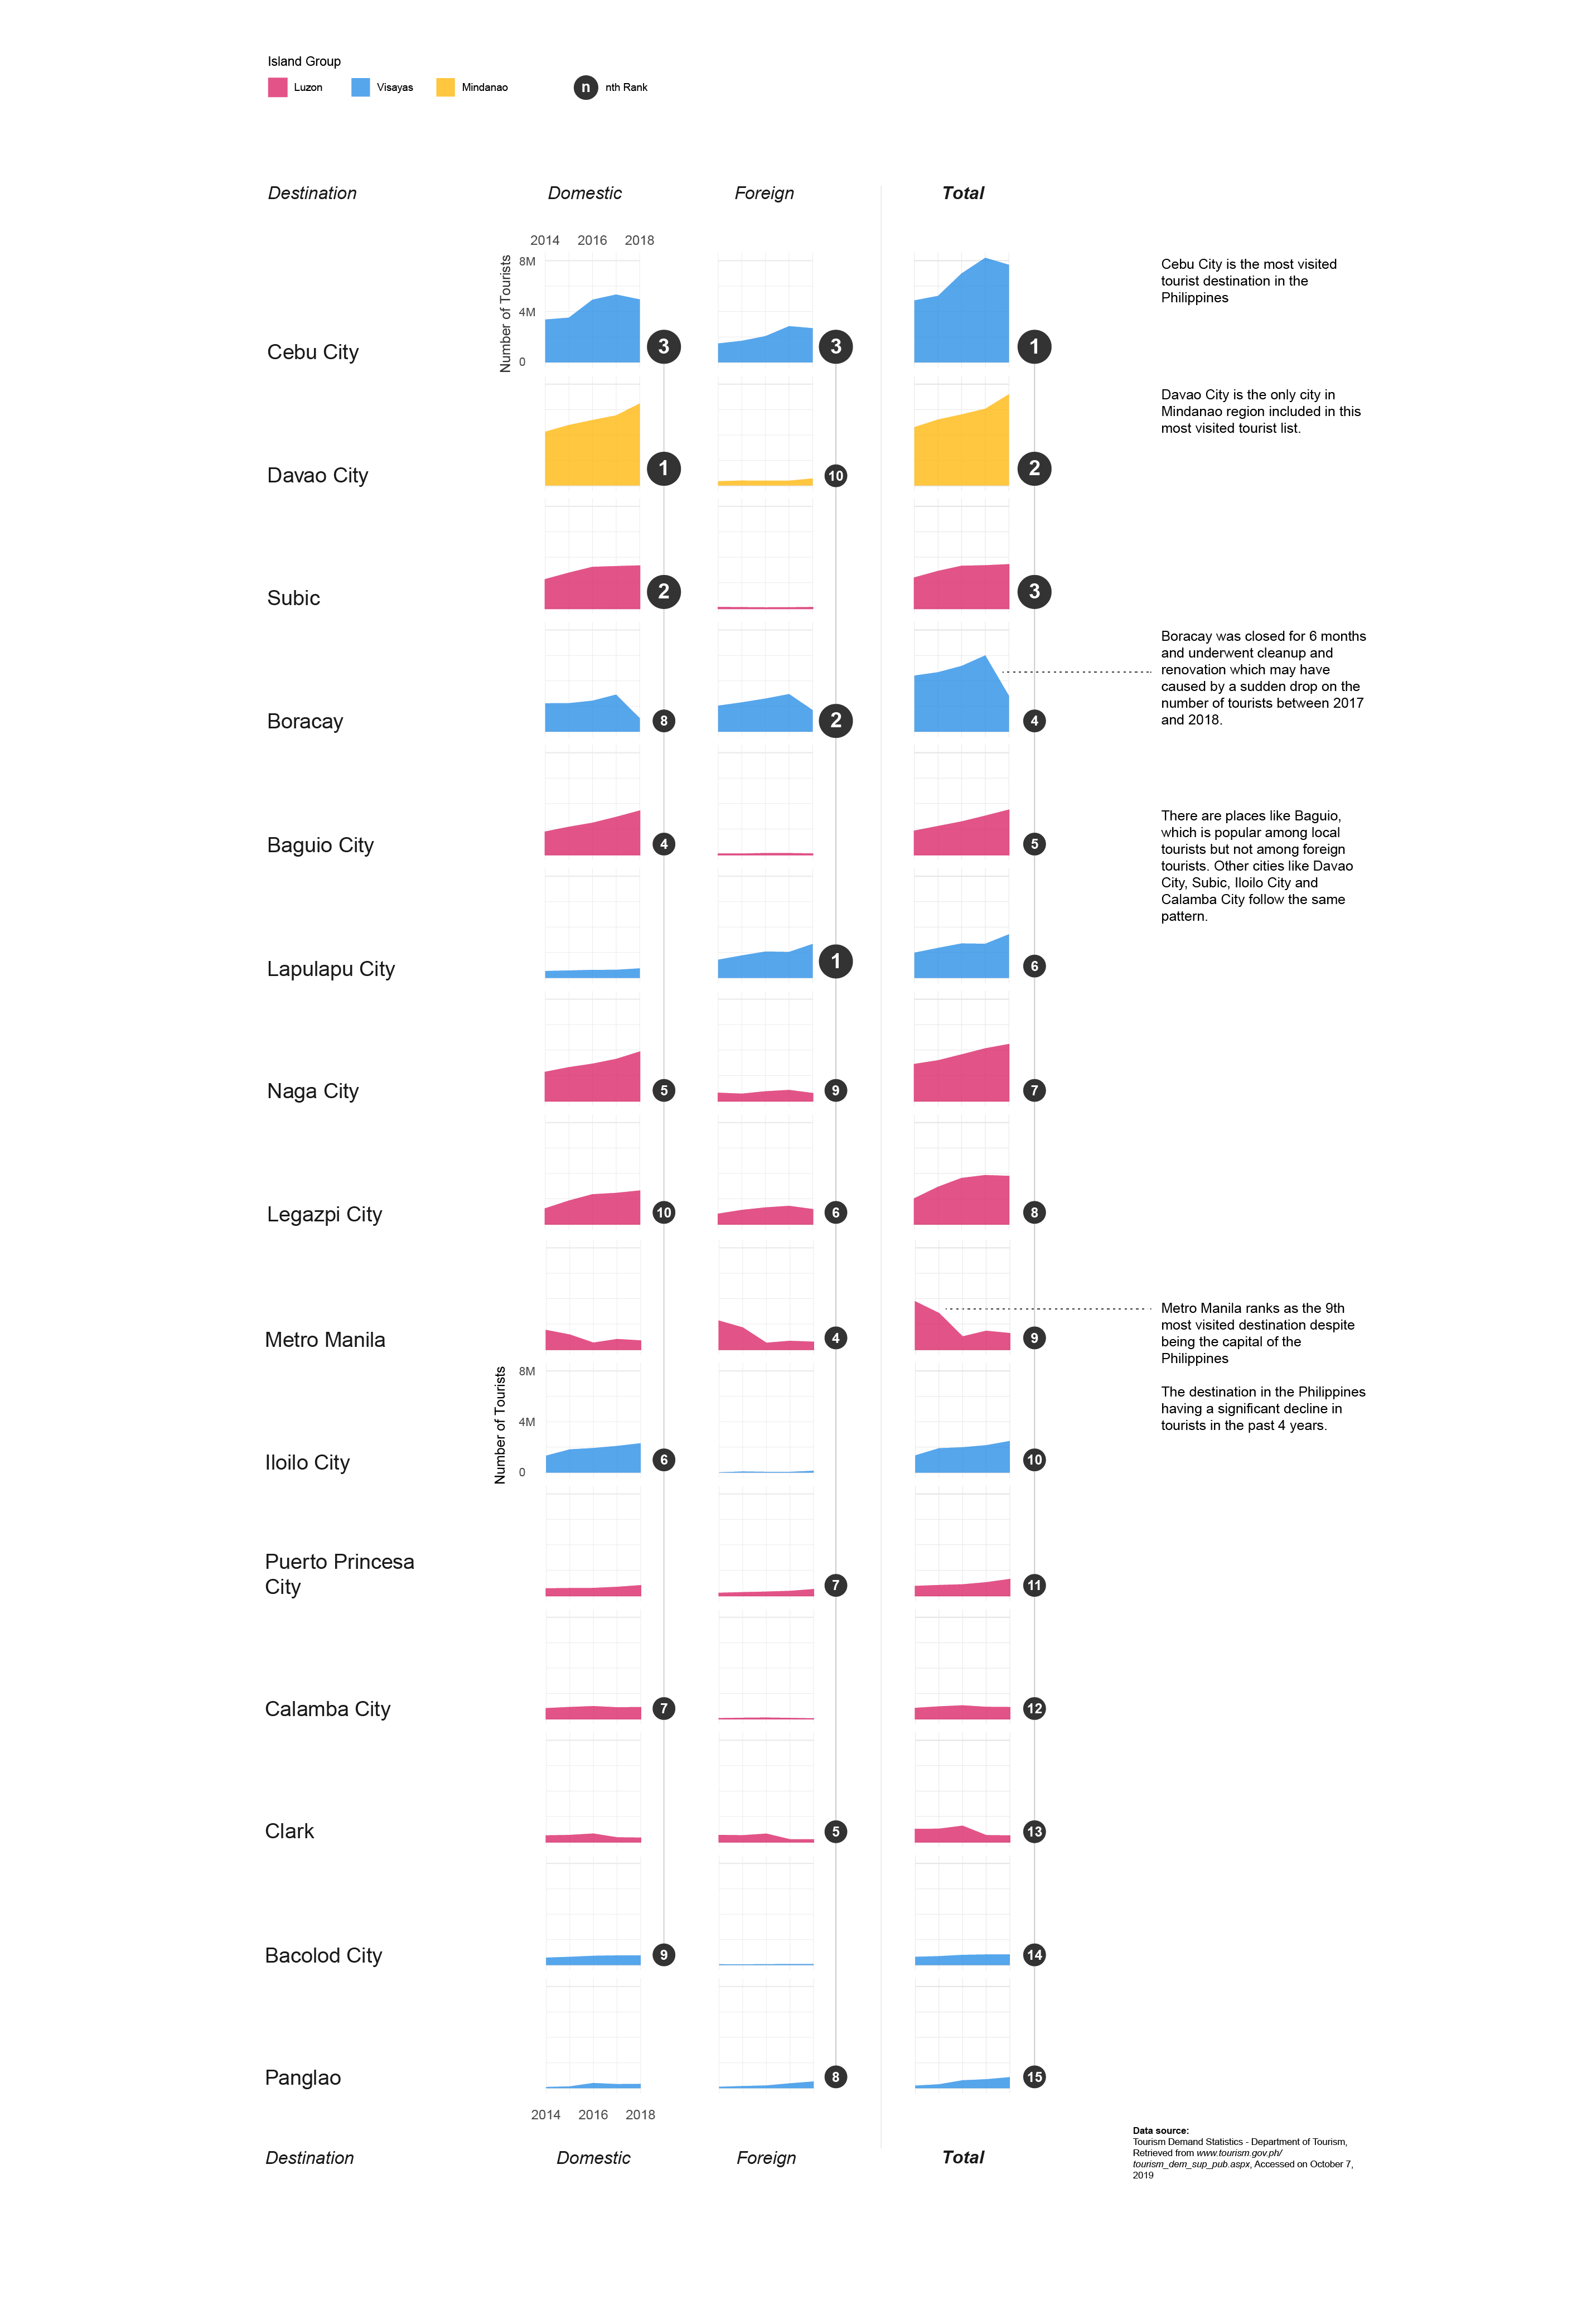 Island Group
Luzon
Visayas
Mindanao
n
nth Rank
Destination
Domestic
Foreign
Total
2014
2016
2018
Number of Tourists
8M
4M
0
Cebu City
3
3
1
Cebu City is the most visited
tourist destination in the
Philippines
Davao City
1
10
2
Davao City is the only city in
Mindanao region included in this
most visited tourist list.
Subic
2
3
Boracay
8
2
4
Boracay was closed for 6 months
and underwent cleanup and
renovation which may have
caused by a sudden drop on the
number of tourists between 2017
and 2018.
Baguio City
4
5
There are places like Baguio,
which is popular among local
tourists but not among foreign
tourists. Other cities like Davao
City, Subic, Iloilo City and
Calamba City follow the same
pattern.
Lapulapu City
1
6
Naga City
5
9
7
Legazpi City
10
6
8
Metro Manila
4
9
Metro Manila ranks as the 9th
most visited destination despite
being the capital of the
Philippines
The destination in the Philippines
having a significant decline in
tourists in the past 4 years.
Number of Tourists
8M
4M
0
Iloilo City
6
10
Puerto Princesa
City
7
11
Calamba City
7
12
Clark
5
13
Bacolod City
9
14
Panglao
8
15
2014
2016
2018
Destination
Domestic
Foreign
Total
Data source:
Tourism Demand Statistics - Department of Tourism,
Retrieved from www.tourism.gov.ph/
tourism_dem_sup_pub.aspx, Accessed on October 7,
2019